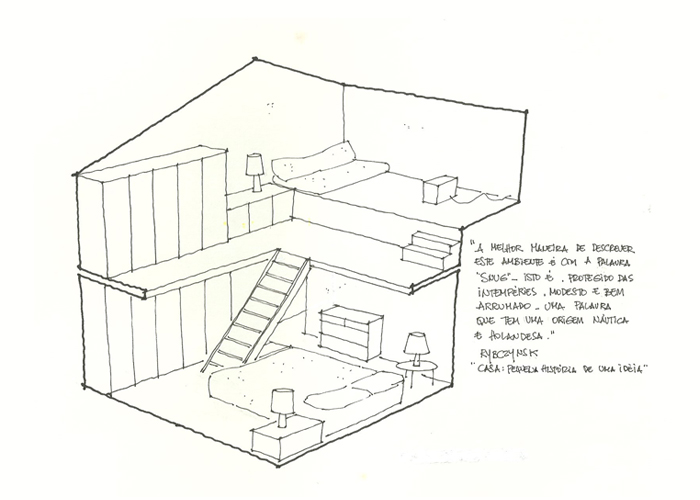 "A MELHOR MANEIRA DE DESCREVER
ESTE AMBIENTE É COM A PALAVRA
"SNUG" _ ISTO É, PROTEGIDO DAS
INTEMPÉRIES, MODESTO E BEM
ARRUMADO _ UMA PALAVRA
QUE TEM UMA ORIGEM NÁUTICA
E HOLANDESA."
RYBCZYNSK
"CASA: PEQUENA HISTÓRIA DE UMA IDÉIA"